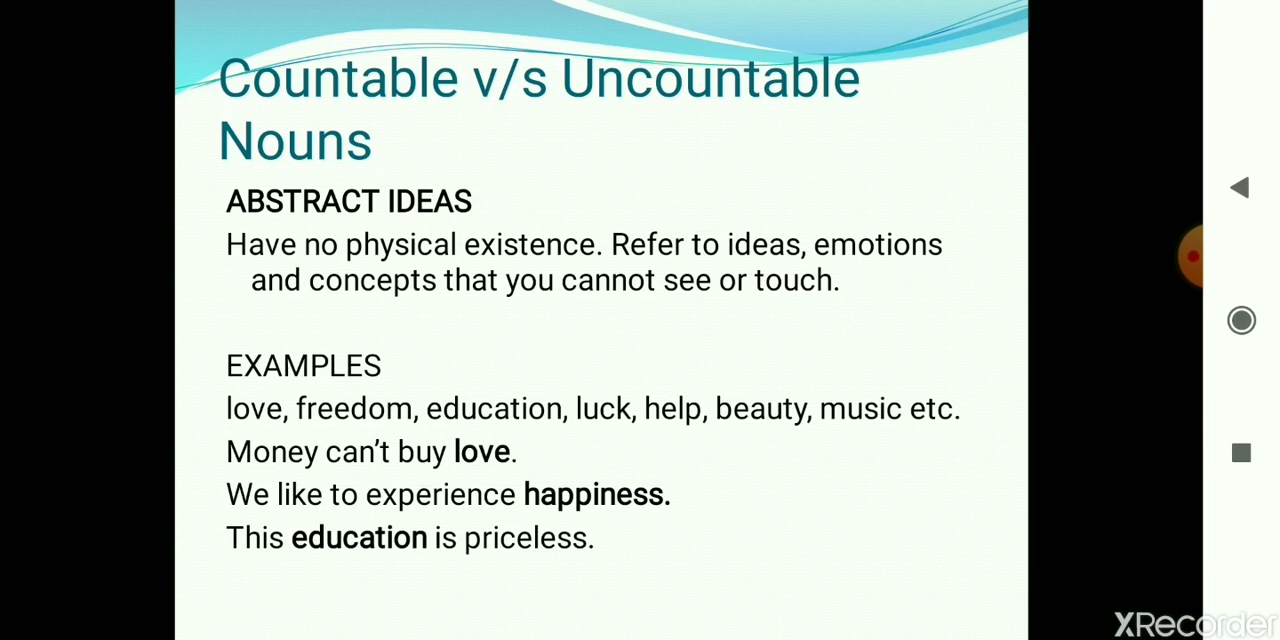 Countable v/s Uncountable
Nouns
ABSTRACT IDEAS
Have no physical existence. Refer to ideas, emotions
and concepts that you cannot see or touch.
EXAMPLES
love, freedom, education, luck, help, beauty, music etc.
Money can’t buy love.
We like to experience happiness.
This education is priceless.
XRecorder